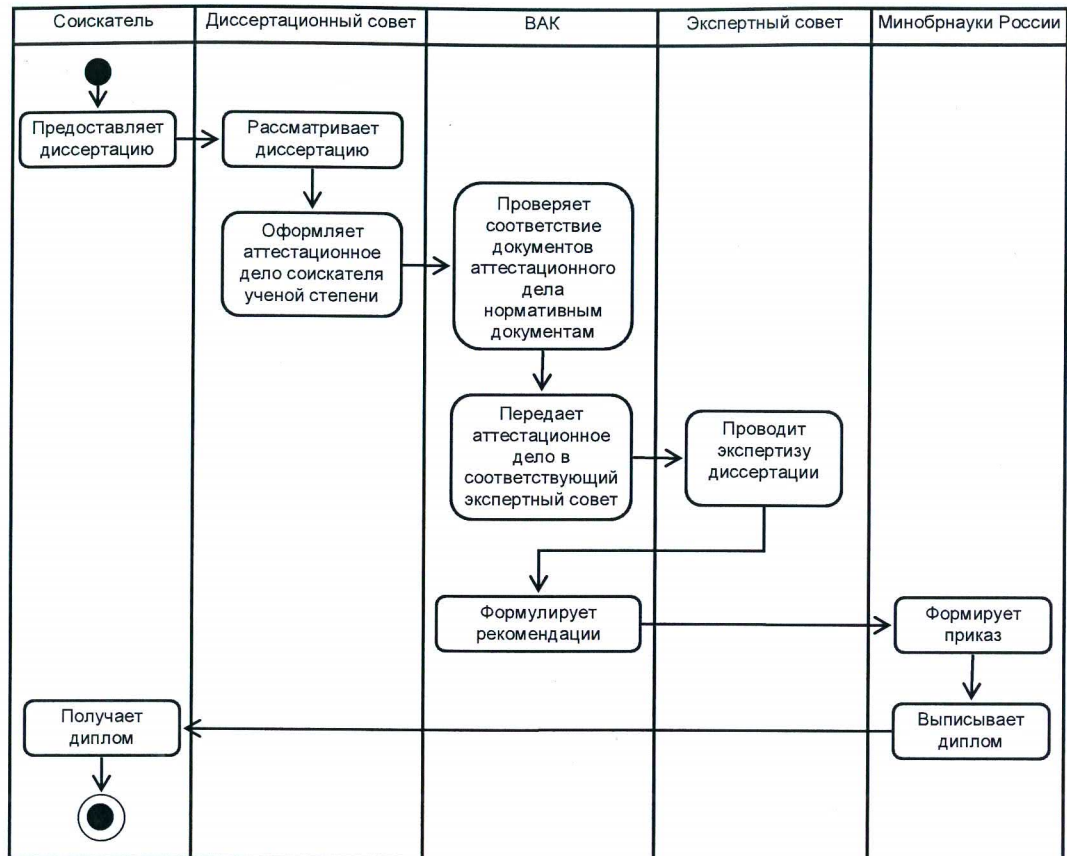 Соискатель
Диссертационный совет
ВАК
Экспертный совет
Минобрнауки России
Предоставляет
диссертацию
Рассматривает
диссертацию
Оформляет
аттестационное
дело соискателя
ученой степени
Проверяет
соответствие
документов
аттестационного
дела
нормативным
документам
Передает
аттестационное
дело в
соответствующий
экспертный совет
Проводит
экспертизу
диссертации
Формулирует
рекомендации
Формирует
приказ
Выписывает
диплом
Получает
диплом